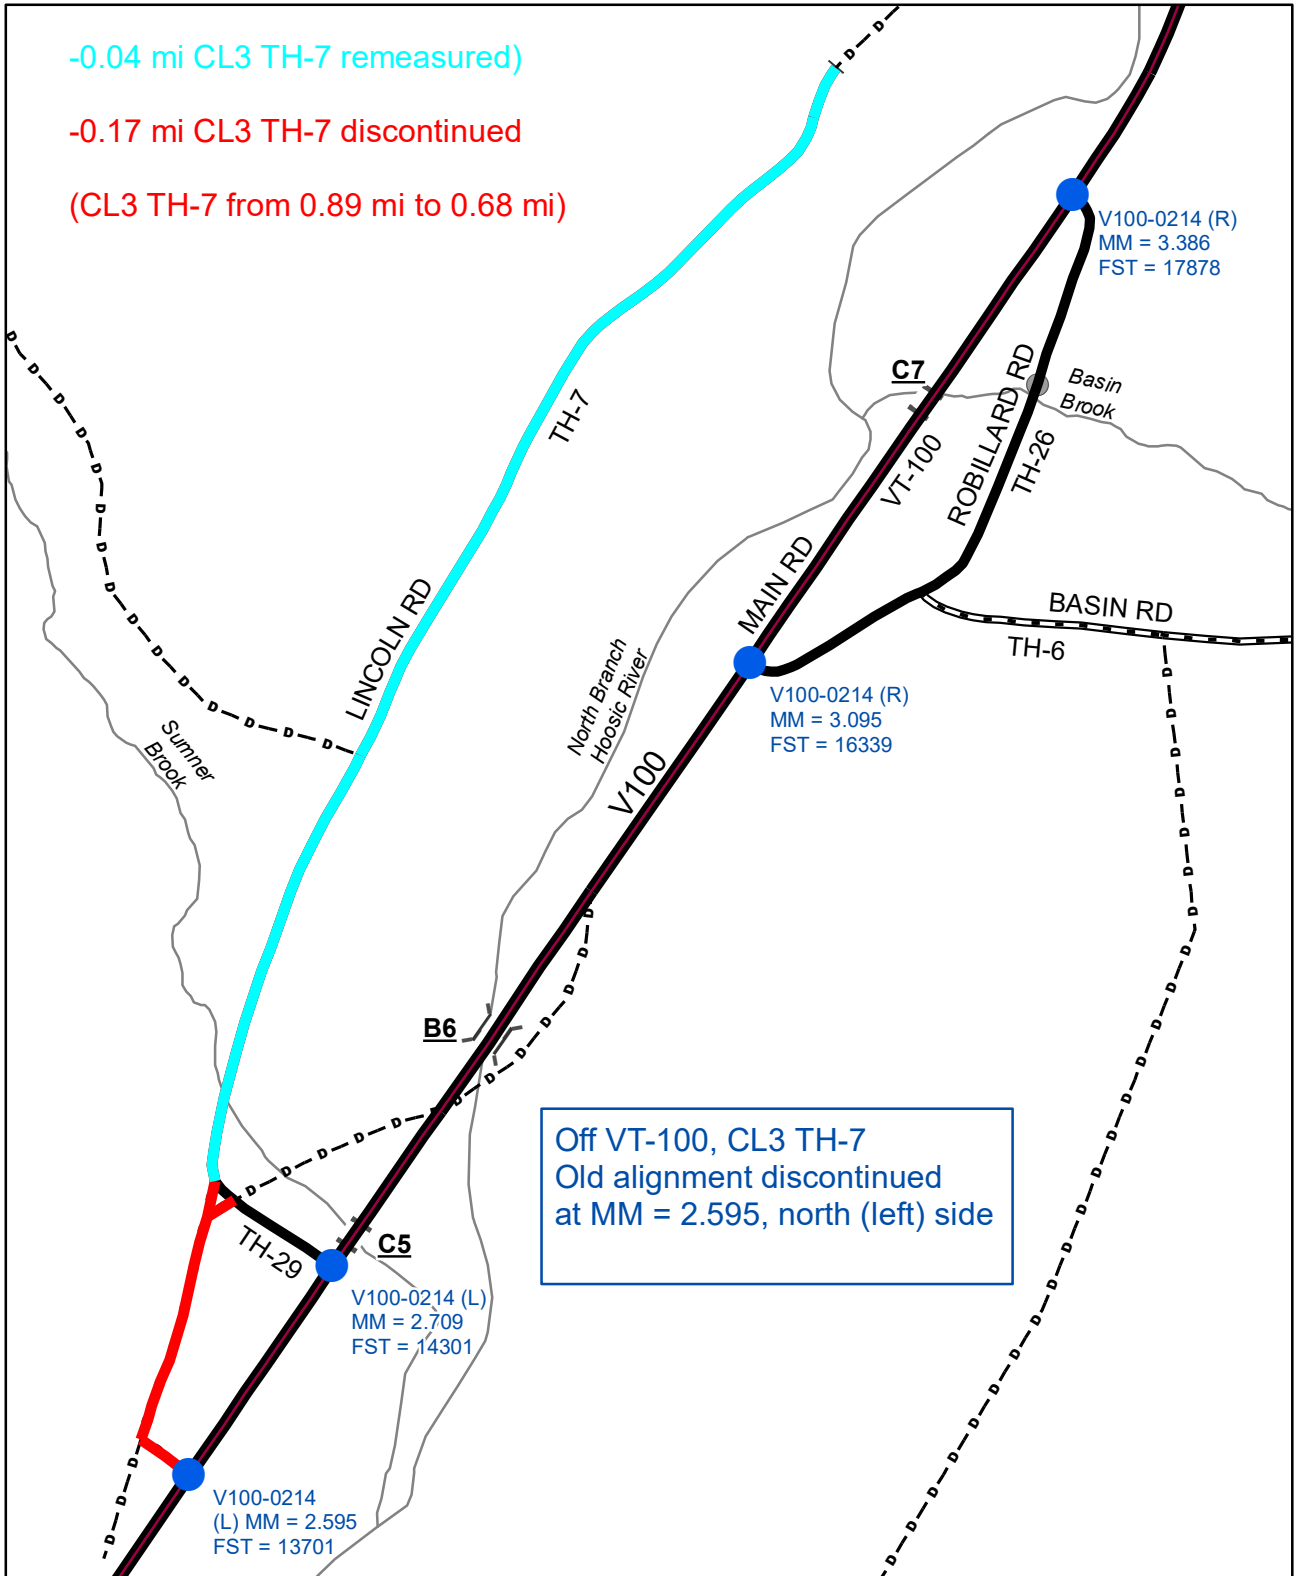 -0.04 mi CL3 TH-7 remeasured)
-0.17 mi CL3 TH-7 discontinued
(CL3 TH-7 from 0.89 mi to 0.68 mi)
V100-0214 (R)
MM = 3.386
FST = 17878
C7
Basin
Brook
VT-100
ROBILLARD RD
TH-26
TH-7
MAIN RD
BASIN RD
TH-6
LINCOLN RD
V100-0214 (R)
MM = 3.095
FST = 16339
North Branch
Hoosic River
Sumner
Brook
V100
B6
Off VT-100, CL3 TH-7
Old alignment discontinued
at MM = 2.595, north (left) side
TH-29
C5
V100-0214 (L)
MM = 2.709
FST = 14301
V100-0214
(L) MM = 2.595
FST = 13701